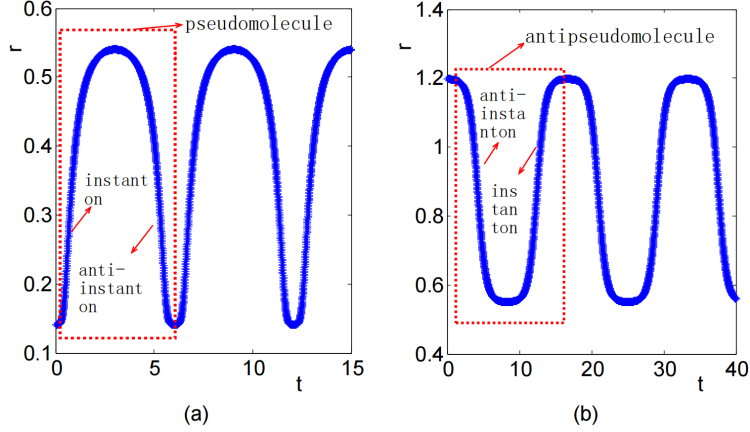 pseudomolecule
r
0.6
0.5
0.4
0.3
0.2
0.1
instant
on
anti-
instant
on
0
5
10
15
t
(a)
antipseudomolecule
r
1.4
1.2
1
0.8
0.6
0.4
anti-
insta
nton
ins
tan
ton
0
10
20
30
40
t
(b)